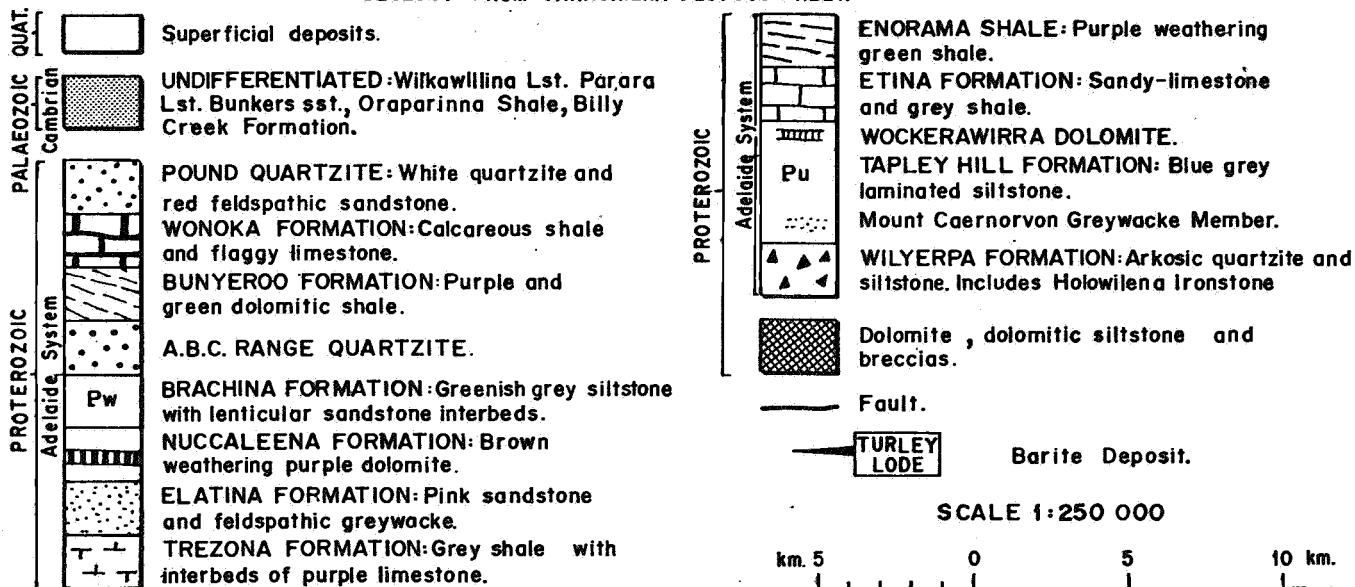 QUAT.
Superficial deposits.
PALAEOZOIC
Cambrian
UNDIFFERENTIATED: Wilkawillina Lst. Parara
Lst. Bunkers sst., Oraparinna Shale, Billy
Creek Formation.
PROTEROZOIC
Adelaide System
POUND QUARTZITE: White quartzite and
red feldspathic sandstone.
WONOKA FORMATION: Calcareous shale
and flaggy limestone.
BUNYEROO FORMATION: Purple and
green dolomitic shale.
A.B.C. RANGE QUARTZITE.
Pw
BRACHINA FORMATION: Greenish grey siltstone
with lenticular sandstone interbeds.
NUCCALEENA FORMATION: Brown
weathering purple dolomite.
ELATINA FORMATION: Pink sandstone
and feldspathic greywacke.
TREZONA FORMATION: Grey shale with
interbeds of purple limestone.
PROTEROZOIC
Adelaide System
ENORAMA SHALE: Purple weathering
green shale.
ETINA FORMATION: Sandy-limestone
and grey shale.
WOCKERAWIRRA DOLOMITE.
Pu
TAPLEY HILL FORMATION: Blue grey
laminated siltstone.
Mount Caernorvon Greywacke Member.
WILYERPA FORMATION: Arkosic quartzite and
siltstone. Includes Holowilena Ironstone
Dolomite , dolomitic siltstone and
breccias.
Fault.
TURLEY
LODE
Barite Deposit.
SCALE 1:250 000
km. 5 0 5 10 km.